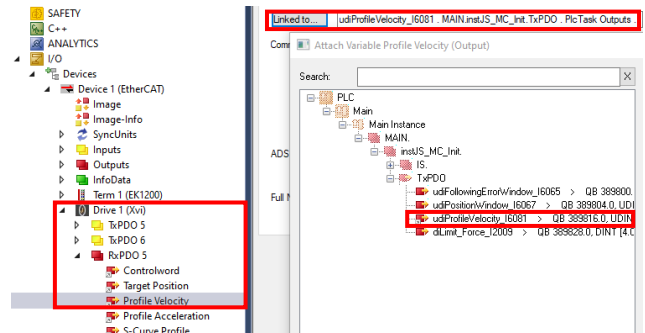 SAFETY
C++
ANALYTICS
I/O
Devices
Device 1 (EtherCAT)
Image
Image-Info
SyncUnits
Inputs
Outputs
InfoData
Term 1 (EK1200)
Drive 1 (Xvi)
TxPDO 5
TxPDO 6
RxPDO 5
Controlword
Target Position
Profile Velocity
Profile Acceleration
S-Curve Profile
Linked to... udiProfileVelocity_I6081 . MAIN.instJS_MC_Init.TxPDO . PlcTask Outputs .
Com
ADS
Full N
Attach Variable Profile Velocity (Output)
Search: X
PLC
Main
Main Instance
MAIN.
instJS_MC_Init.
IS.
TxPDO
udiFollowingErrorWindow_I6065 > QB 389800.
udiPositionWindow_I6067 > QB 389804.0, UDI
udiProfileVelocity_I6081 > QB 389816.0, UDIN
diLimit_Force_I2009 > QB 389828.0, DINT [4.0